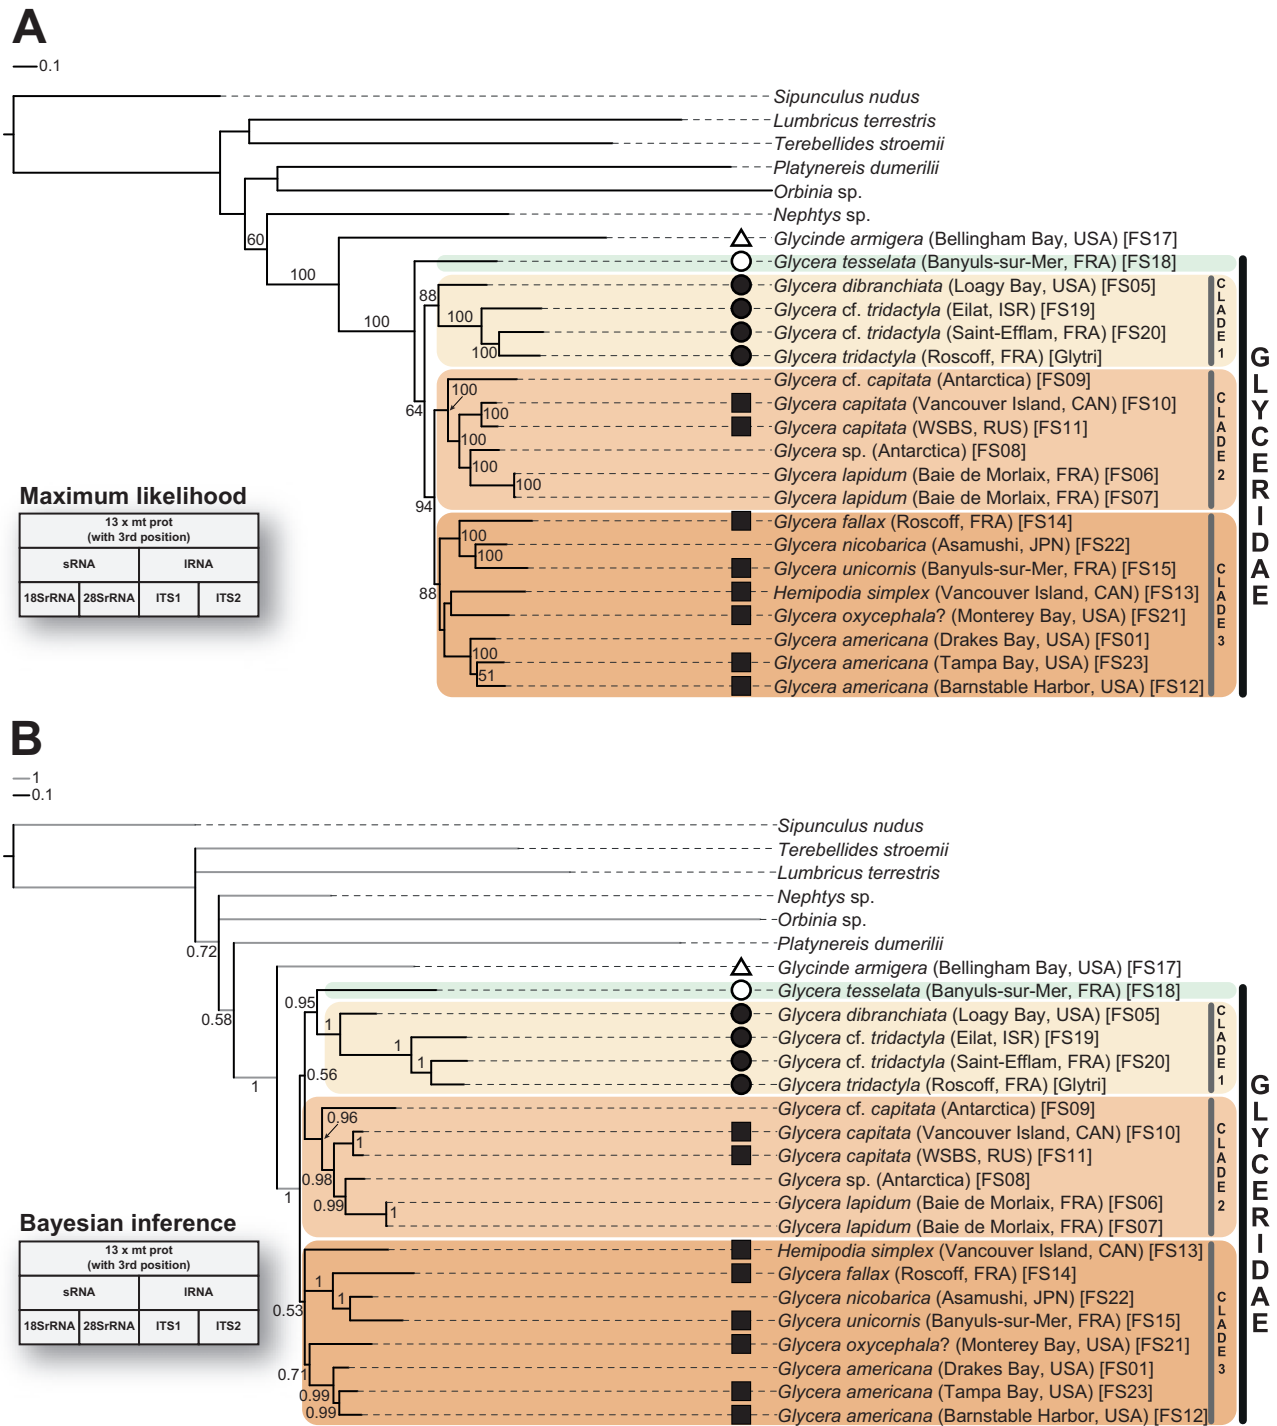 A
0.1
Sipunculus nudus
Lumbricus terrestris
Terebellides stroemii
Platynereis dumerilii
Orbinia sp.
Nephtys sp.
60
Glycinde armigera (Bellingham Bay, USA) [FS17]
100
Glycera tesselata (Banyuls-sur-Mer, FRA) [FS18]
Glycera dibranchiata (Loagy Bay, USA) [FS05]
88
Glycera cf. tridactyla (Eilat, ISR) [FS19]
100
100
Glycera cf. tridactyla (Saint-Efflam, FRA) [FS20]
100
Glycera tridactyla (Roscoff, FRA) [Glytri]
CLADE 1
Glycera cf. capitata (Antarctica) [FS09]
100
Glycera capitata (Vancouver Island, CAN) [FS10]
64
100
Glycera capitata (WSBS, RUS) [FS11]
100
Glycera sp. (Antarctica) [FS08]
100
Glycera lapidum (Baie de Morlaix, FRA) [FS06]
100
Glycera lapidum (Baie de Morlaix, FRA) [FS07]
CLADE 2
94
Glycera fallax (Roscoff, FRA) [FS14]
100
Glycera nicobarica (Asamushi, JPN) [FS22]
100
Glycera unicornis (Banyuls-sur-Mer, FRA) [FS15]
88
Hemipodia simplex (Vancouver Island, CAN) [FS13]
Glycera oxycephala? (Monterey Bay, USA) [FS21]
Glycera americana (Drakes Bay, USA) [FS01]
100
Glycera americana (Tampa Bay, USA) [FS23]
51
Glycera americana (Barnstable Harbor, USA) [FS12]
CLADE 3
GLYCERIDAE
Maximum likelihood
13 x mt prot
(with 3rd position)
sRNA lRNA
18SrRNA 28SrRNA ITS1 ITS2
B
1
0.1
Sipunculus nudus
Terebellides stroemii
Lumbricus terrestris
Nephtys sp.
Orbinia sp.
0.72
Platynereis dumerilii
Glycinde armigera (Bellingham Bay, USA) [FS17]
Glycera tesselata (Banyuls-sur-Mer, FRA) [FS18]
0.95
0.58
Glycera dibranchiata (Loagy Bay, USA) [FS05]
1
Glycera cf. tridactyla (Eilat, ISR) [FS19]
1
Glycera cf. tridactyla (Saint-Efflam, FRA) [FS20]
1
0.56
1
Glycera tridactyla (Roscoff, FRA) [Glytri]
CLADE 1
Glycera cf. capitata (Antarctica) [FS09]
0.96
Glycera capitata (Vancouver Island, CAN) [FS10]
1
Glycera capitata (WSBS, RUS) [FS11]
0.98
Glycera sp. (Antarctica) [FS08]
1
0.99
Glycera lapidum (Baie de Morlaix, FRA) [FS06]
1
Glycera lapidum (Baie de Morlaix, FRA) [FS07]
CLADE 2
Hemipodia simplex (Vancouver Island, CAN) [FS13]
Glycera fallax (Roscoff, FRA) [FS14]
1
Glycera nicobarica (Asamushi, JPN) [FS22]
1
0.53
Glycera unicornis (Banyuls-sur-Mer, FRA) [FS15]
Glycera oxycephala? (Monterey Bay, USA) [FS21]
Glycera americana (Drakes Bay, USA) [FS01]
0.71
Glycera americana (Tampa Bay, USA) [FS23]
0.99
0.99
Glycera americana (Barnstable Harbor, USA) [FS12]
CLADE 3
GLYCERIDAE
Bayesian inference
13 x mt prot
(with 3rd position)
sRNA lRNA
18SrRNA 28SrRNA ITS1 ITS2